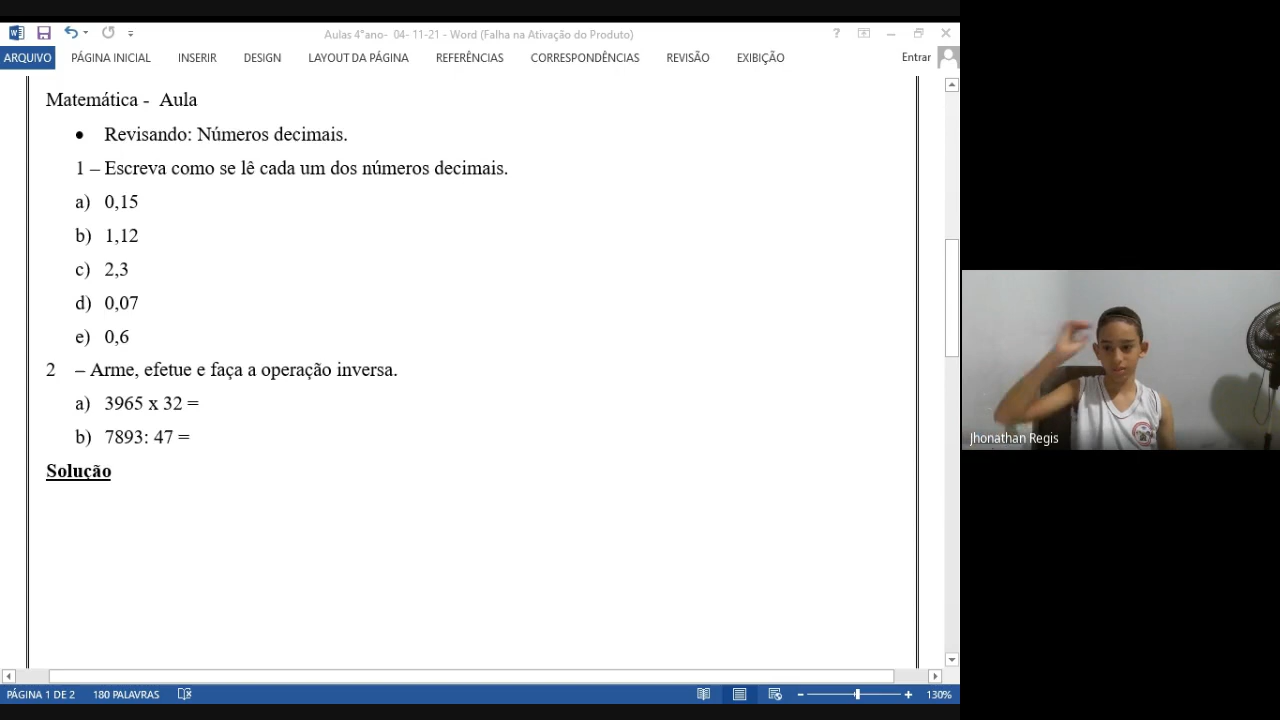 Aulas 4°ano- 04- 11-21 - Word (Falha na Ativação do Produto)
?
ARQUIVO PÁGINA INICIAL INSERIR DESIGN LAYOUT DA PÁGINA REFERÊNCIAS CORRESPONDÊNCIAS REVISÃO EXIBIÇÃO Entrar
Matemática - Aula
• Revisando: Números decimais.
1 – Escreva como se lê cada um dos números decimais.
a) 0,15
b) 1,12
c) 2,3
d) 0,07
e) 0,6
2 – Arme, efetue e faça a operação inversa.
a) 3965 x 32 =
b) 7893: 47 =
Solução
Jhonathan Regis
PÁGINA 1 DE 2 180 PALAVRAS 130%